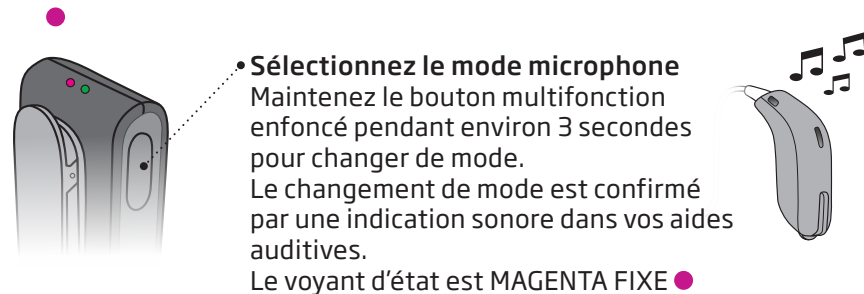 Sélectionnez le mode microphone
Maintenez le bouton multifonction
enfoncé pendant environ 3 secondes
pour changer de mode.
Le changement de mode est confirmé
par une indication sonore dans vos aides
auditives.
Le voyant d'état est MAGENTA FIXE